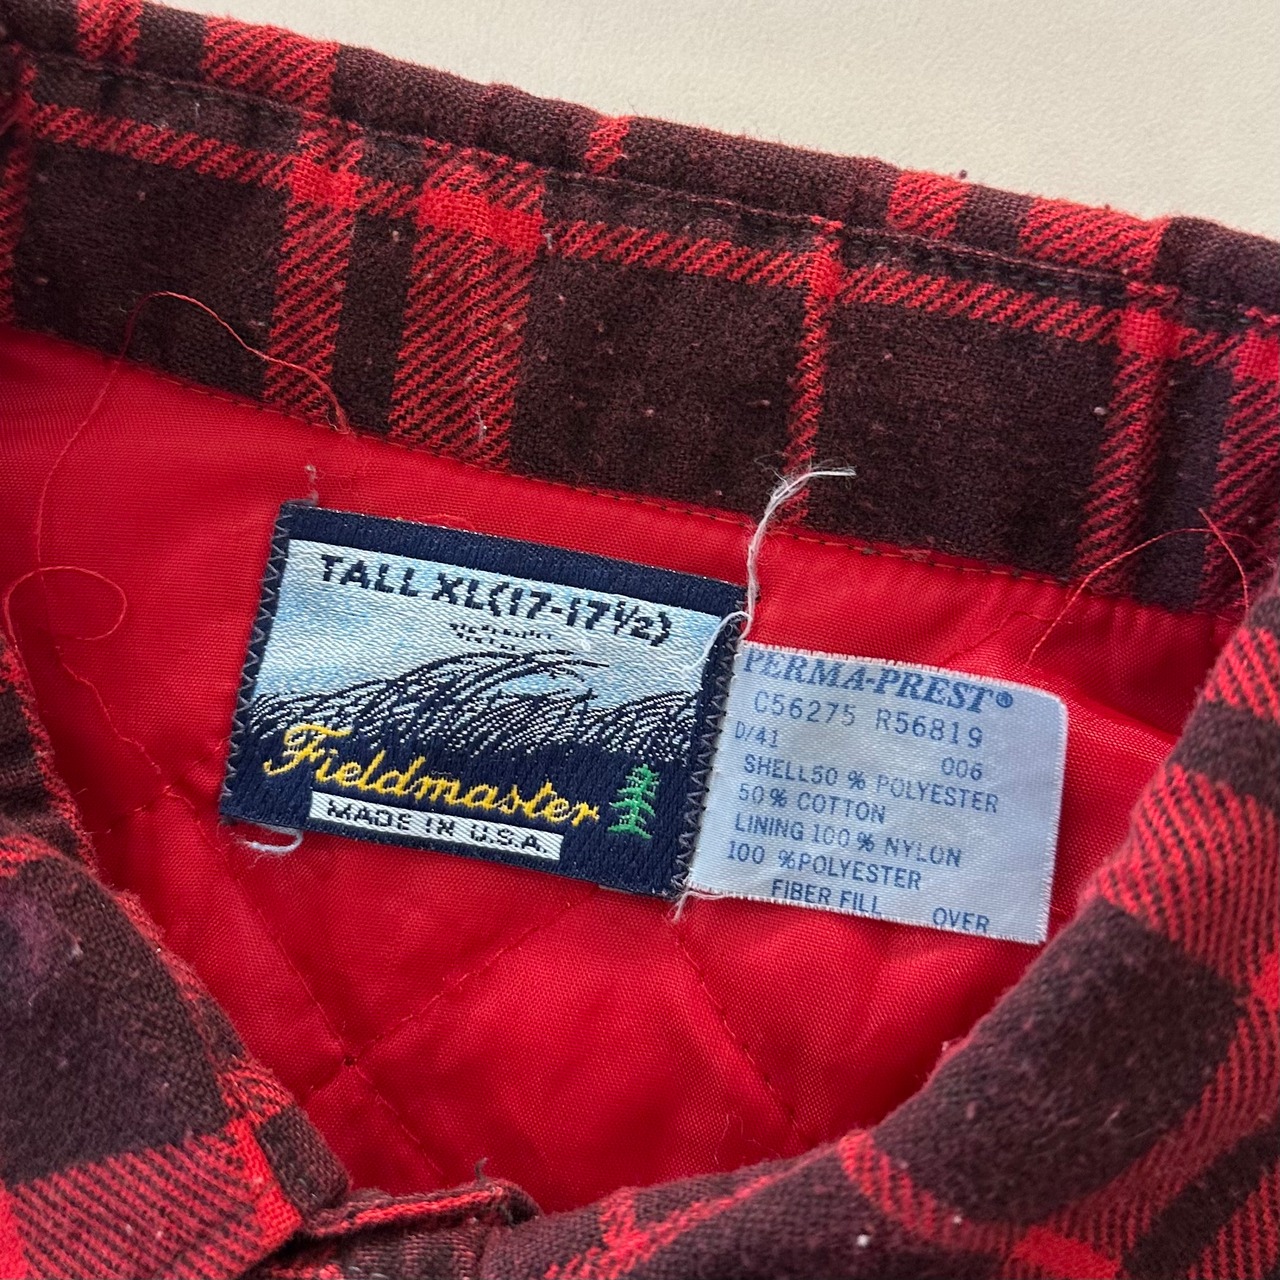 TALL XL(17-17½)
Fieldmaster
MADE IN U.S.A.
PERMA-PREST®
C56275 R56819
D/41 006
SHELL50 % POLYESTER
50% COTTON
LINING 100% NYLON
100 %POLYESTER
FIBER FILL OVER